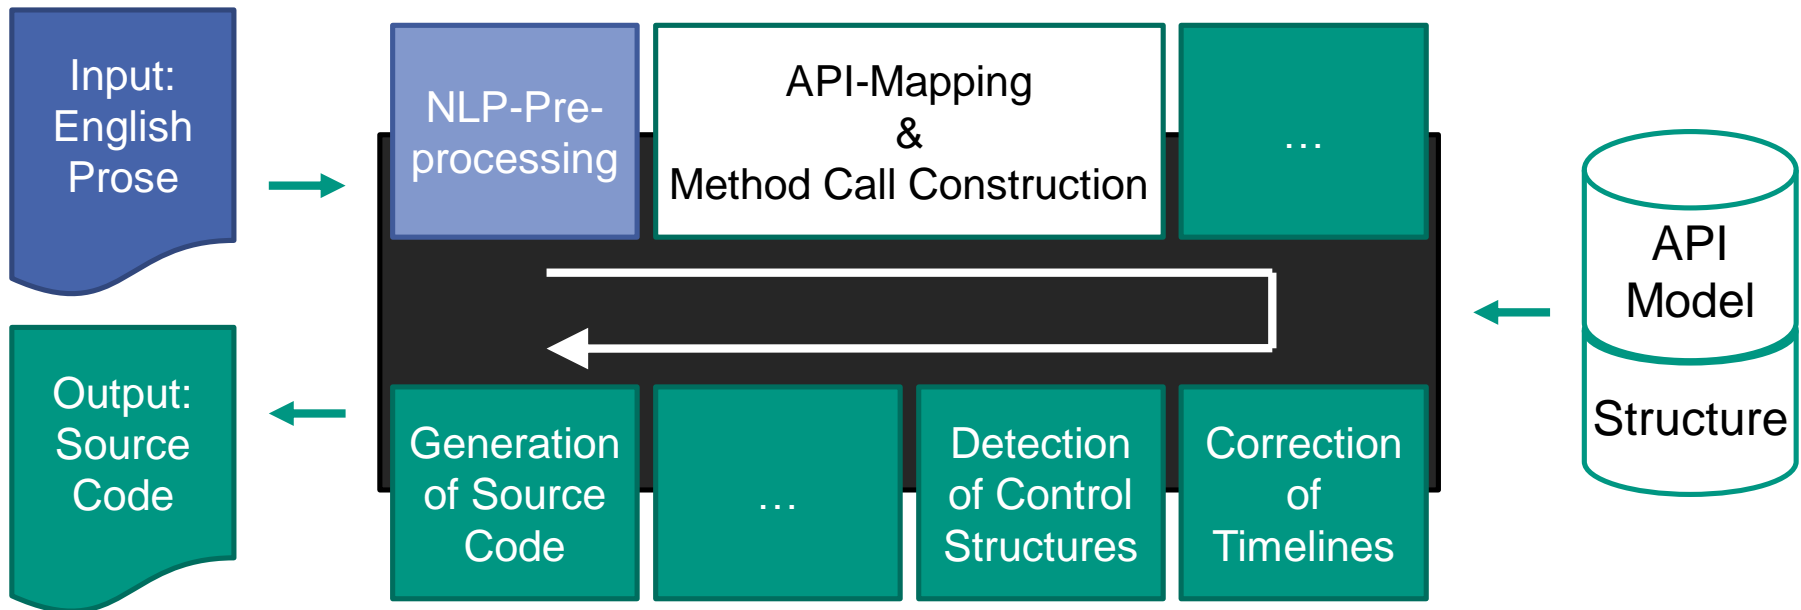 Input:
English
Prose
NLP-Pre-
processing
API-Mapping
&
Method Call Construction
…
API
Model
Structure
Output:
Source
Code
Generation
of Source
Code
…
Detection
of Control
Structures
Correction
of
Timelines